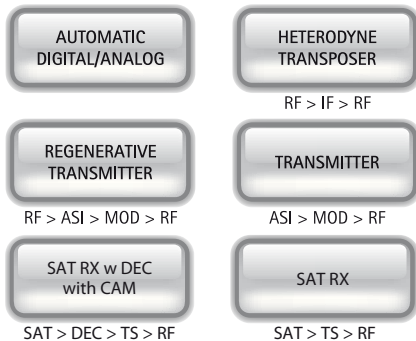 AUTOMATIC
DIGITAL/ANALOG
HETERODYNE
TRANSPOSER
RF > IF > RF
REGENERATIVE
TRANSMITTER
RF > ASI > MOD > RF
TRANSMITTER
ASI > MOD > RF
SAT RX w DEC
with CAM
SAT > DEC > TS > RF
SAT RX
SAT > TS > RF